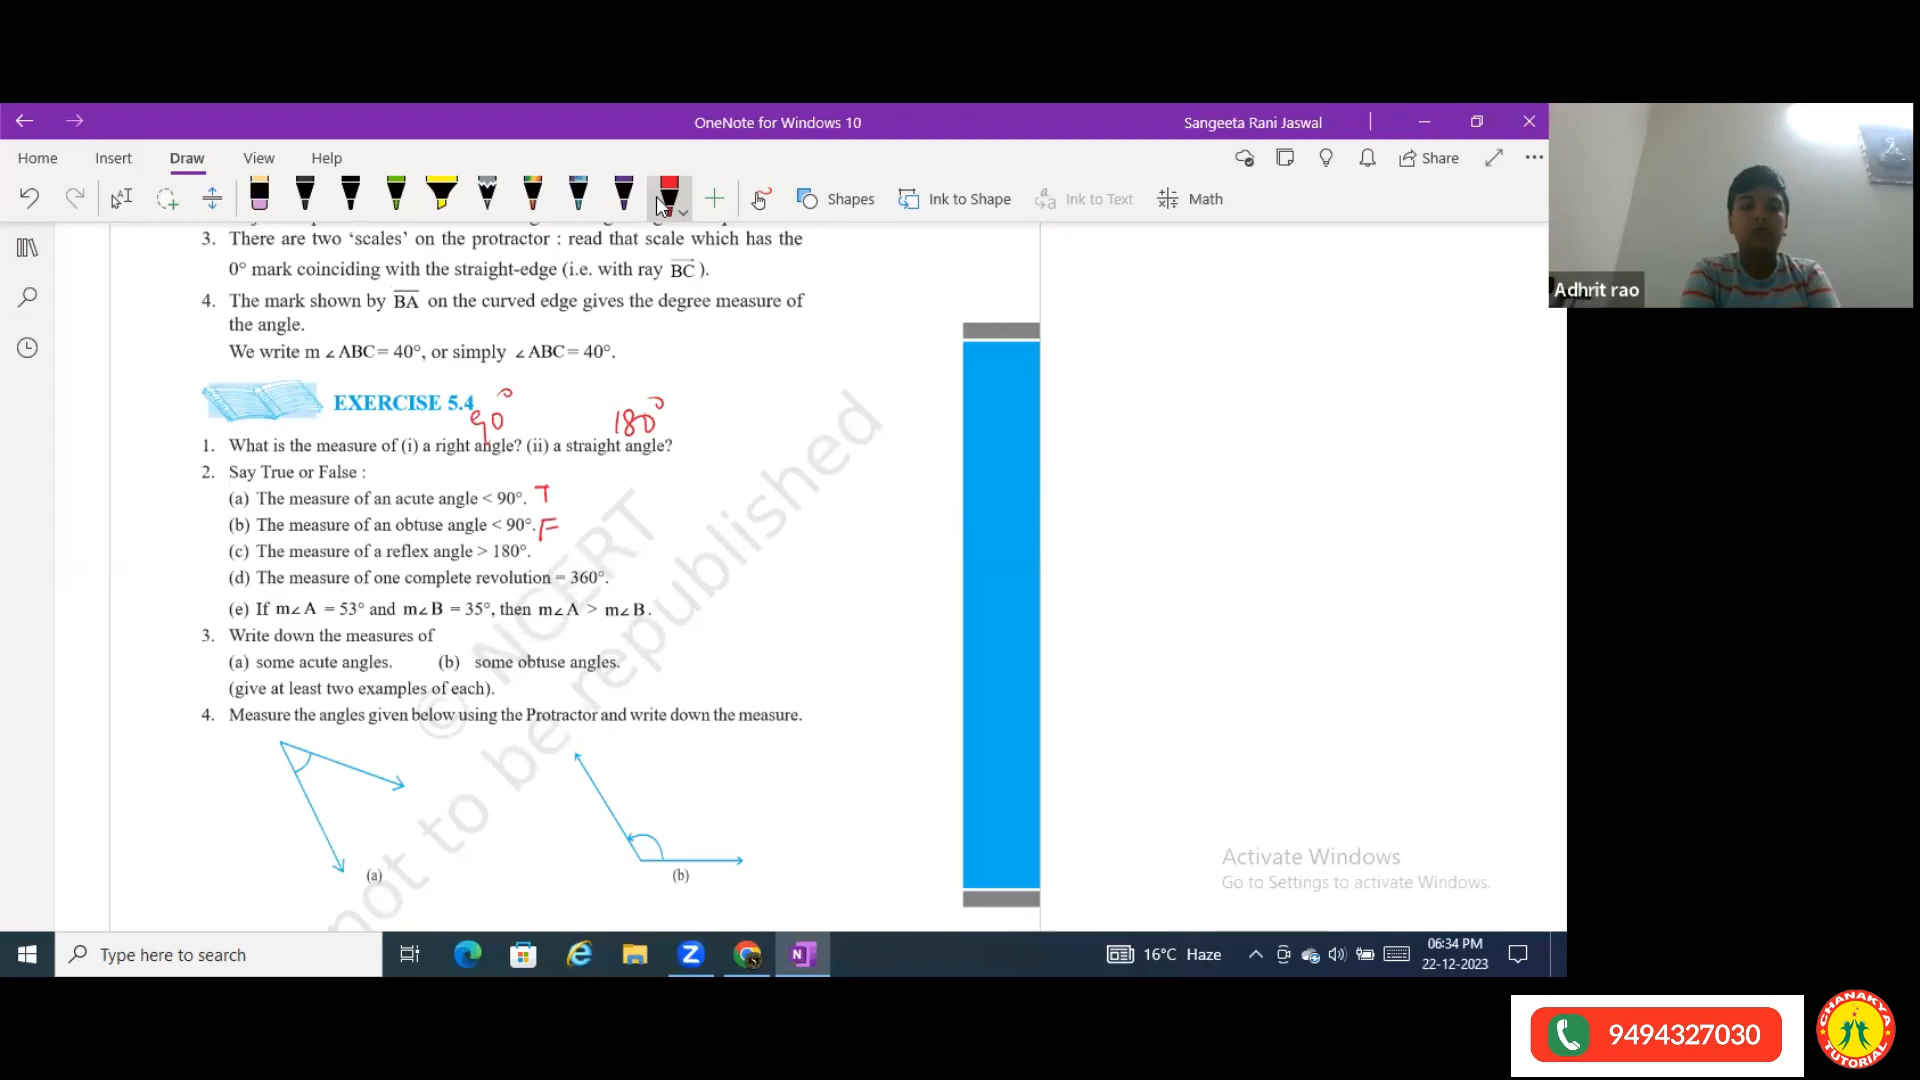 OneNote for Windows 10
Sangeeta Rani Jaswal
Home Insert Draw View Help
Share
Shapes Ink to Shape Ink to Text Math
3. There are two ‘scales’ on the protractor : read that scale which has the
0° mark coinciding with the straight-edge (i.e. with ray BC ).
4. The mark shown by BA on the curved edge gives the degree measure of
the angle.
We write m ∠ABC= 40°, or simply ∠ABC= 40°.
EXERCISE 5.4
90° 180°
1. What is the measure of (i) a right angle? (ii) a straight angle?
2. Say True or False :
(a) The measure of an acute angle < 90°. T
(b) The measure of an obtuse angle < 90°. F
(c) The measure of a reflex angle > 180°.
(d) The measure of one complete revolution = 360°.
(e) If m∠A = 53° and m∠B = 35°, then m∠A > m∠B.
3. Write down the measures of
(a) some acute angles. (b) some obtuse angles.
(give at least two examples of each).
4. Measure the angles given below using the Protractor and write down the measure.
(a) (b)
© NCERT
not to be republished
Adhrit rao
Activate Windows
Go to Settings to activate Windows.
Type here to search
16°C Haze
06:34 PM
22-12-2023
9494327030
CHANAKYA
TUTORIAL